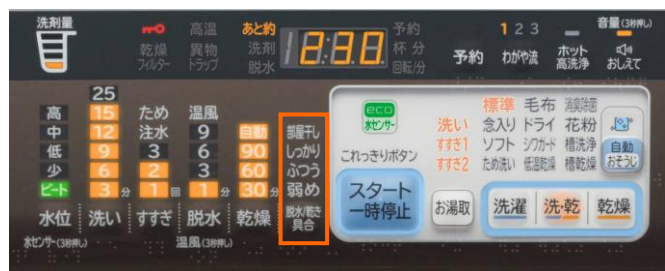 洗剤量
高温
あと約
予約
1 2 3
音量(3秒押し)
乾燥
フィルター
異物
トラップ
洗剤
脱水
1 2:30
杯 分
回転/分
予約
わがや流
ホット
高洗浄
おしえて
25
高 15 ため 温風
中 12 注水 9 自動 部屋干し
低 9 3 6 90 しっかり
少 6 2 3 60 ふつう
ビート 3分 1回 1分 30分 弱め
水位 洗い すすぎ 脱水 乾燥 脱水/乾き
具合
水センサー(3秒押し)
温風(3秒押し)
eco
水センサー
これっきりボタン
スタート
一時停止
お湯取
標準 毛布 消臭除菌
洗い 念入り ドライ 花粉
すすぎ1 ソフト シワガード 槽洗浄
すすぎ2 ため洗い 低温乾燥 槽乾燥
自動
おそうじ
洗濯 洗・乾 乾燥